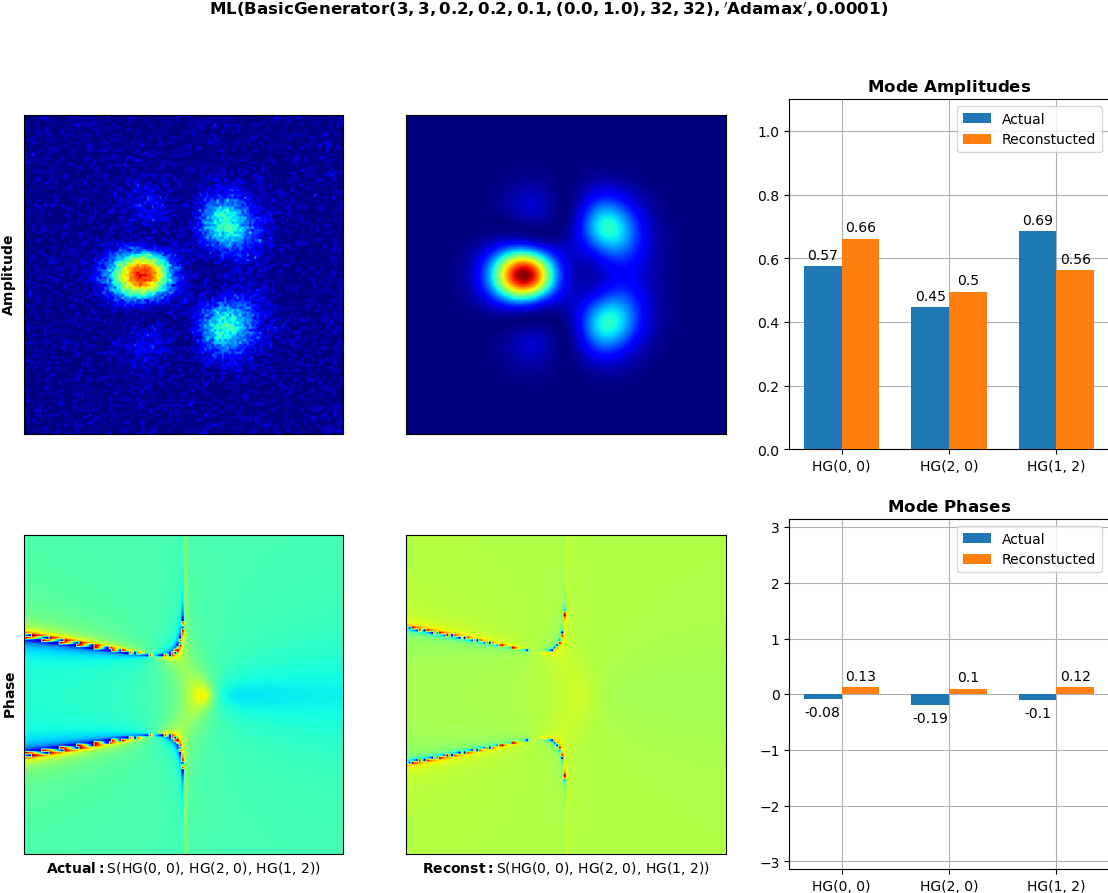 ML(BasicGenerator(3, 3, 0.2, 0.2, 0.1, (0.0, 1.0), 32, 32), 'Adamax', 0.0001)
Amplitude
Mode Amplitudes
Actual
Reconstucted
1.0
0.8
0.6
0.4
0.2
0.0
0.57
0.66
0.45
0.5
0.69
0.56
HG(0, 0)
HG(2, 0)
HG(1, 2)
Phase
Actual: S(HG(0, 0), HG(2, 0), HG(1, 2))
Reconst: S(HG(0, 0), HG(2, 0), HG(1, 2))
Mode Phases
Actual
Reconstucted
3
2
1
0
−1
−2
−3
-0.08
0.13
-0.19
0.1
-0.1
0.12
HG(0, 0)
HG(2, 0)
HG(1, 2)